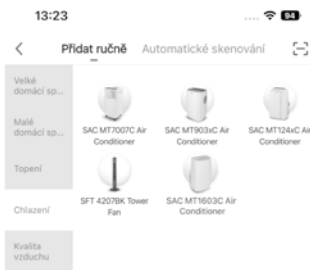 13:23
94
Přidat ručně Automatické skenování
Velké
domácí sp...
Malé
domácí sp...
Topení
Chlazení
Kvalita
vzduchu
SAC MT7007C Air
Conditioner
SAC MT903xC Air
Conditioner
SAC MT124xC Air
Conditioner
SFT 4207BK Tower
Fan
SAC MT1603C Air
Conditioner